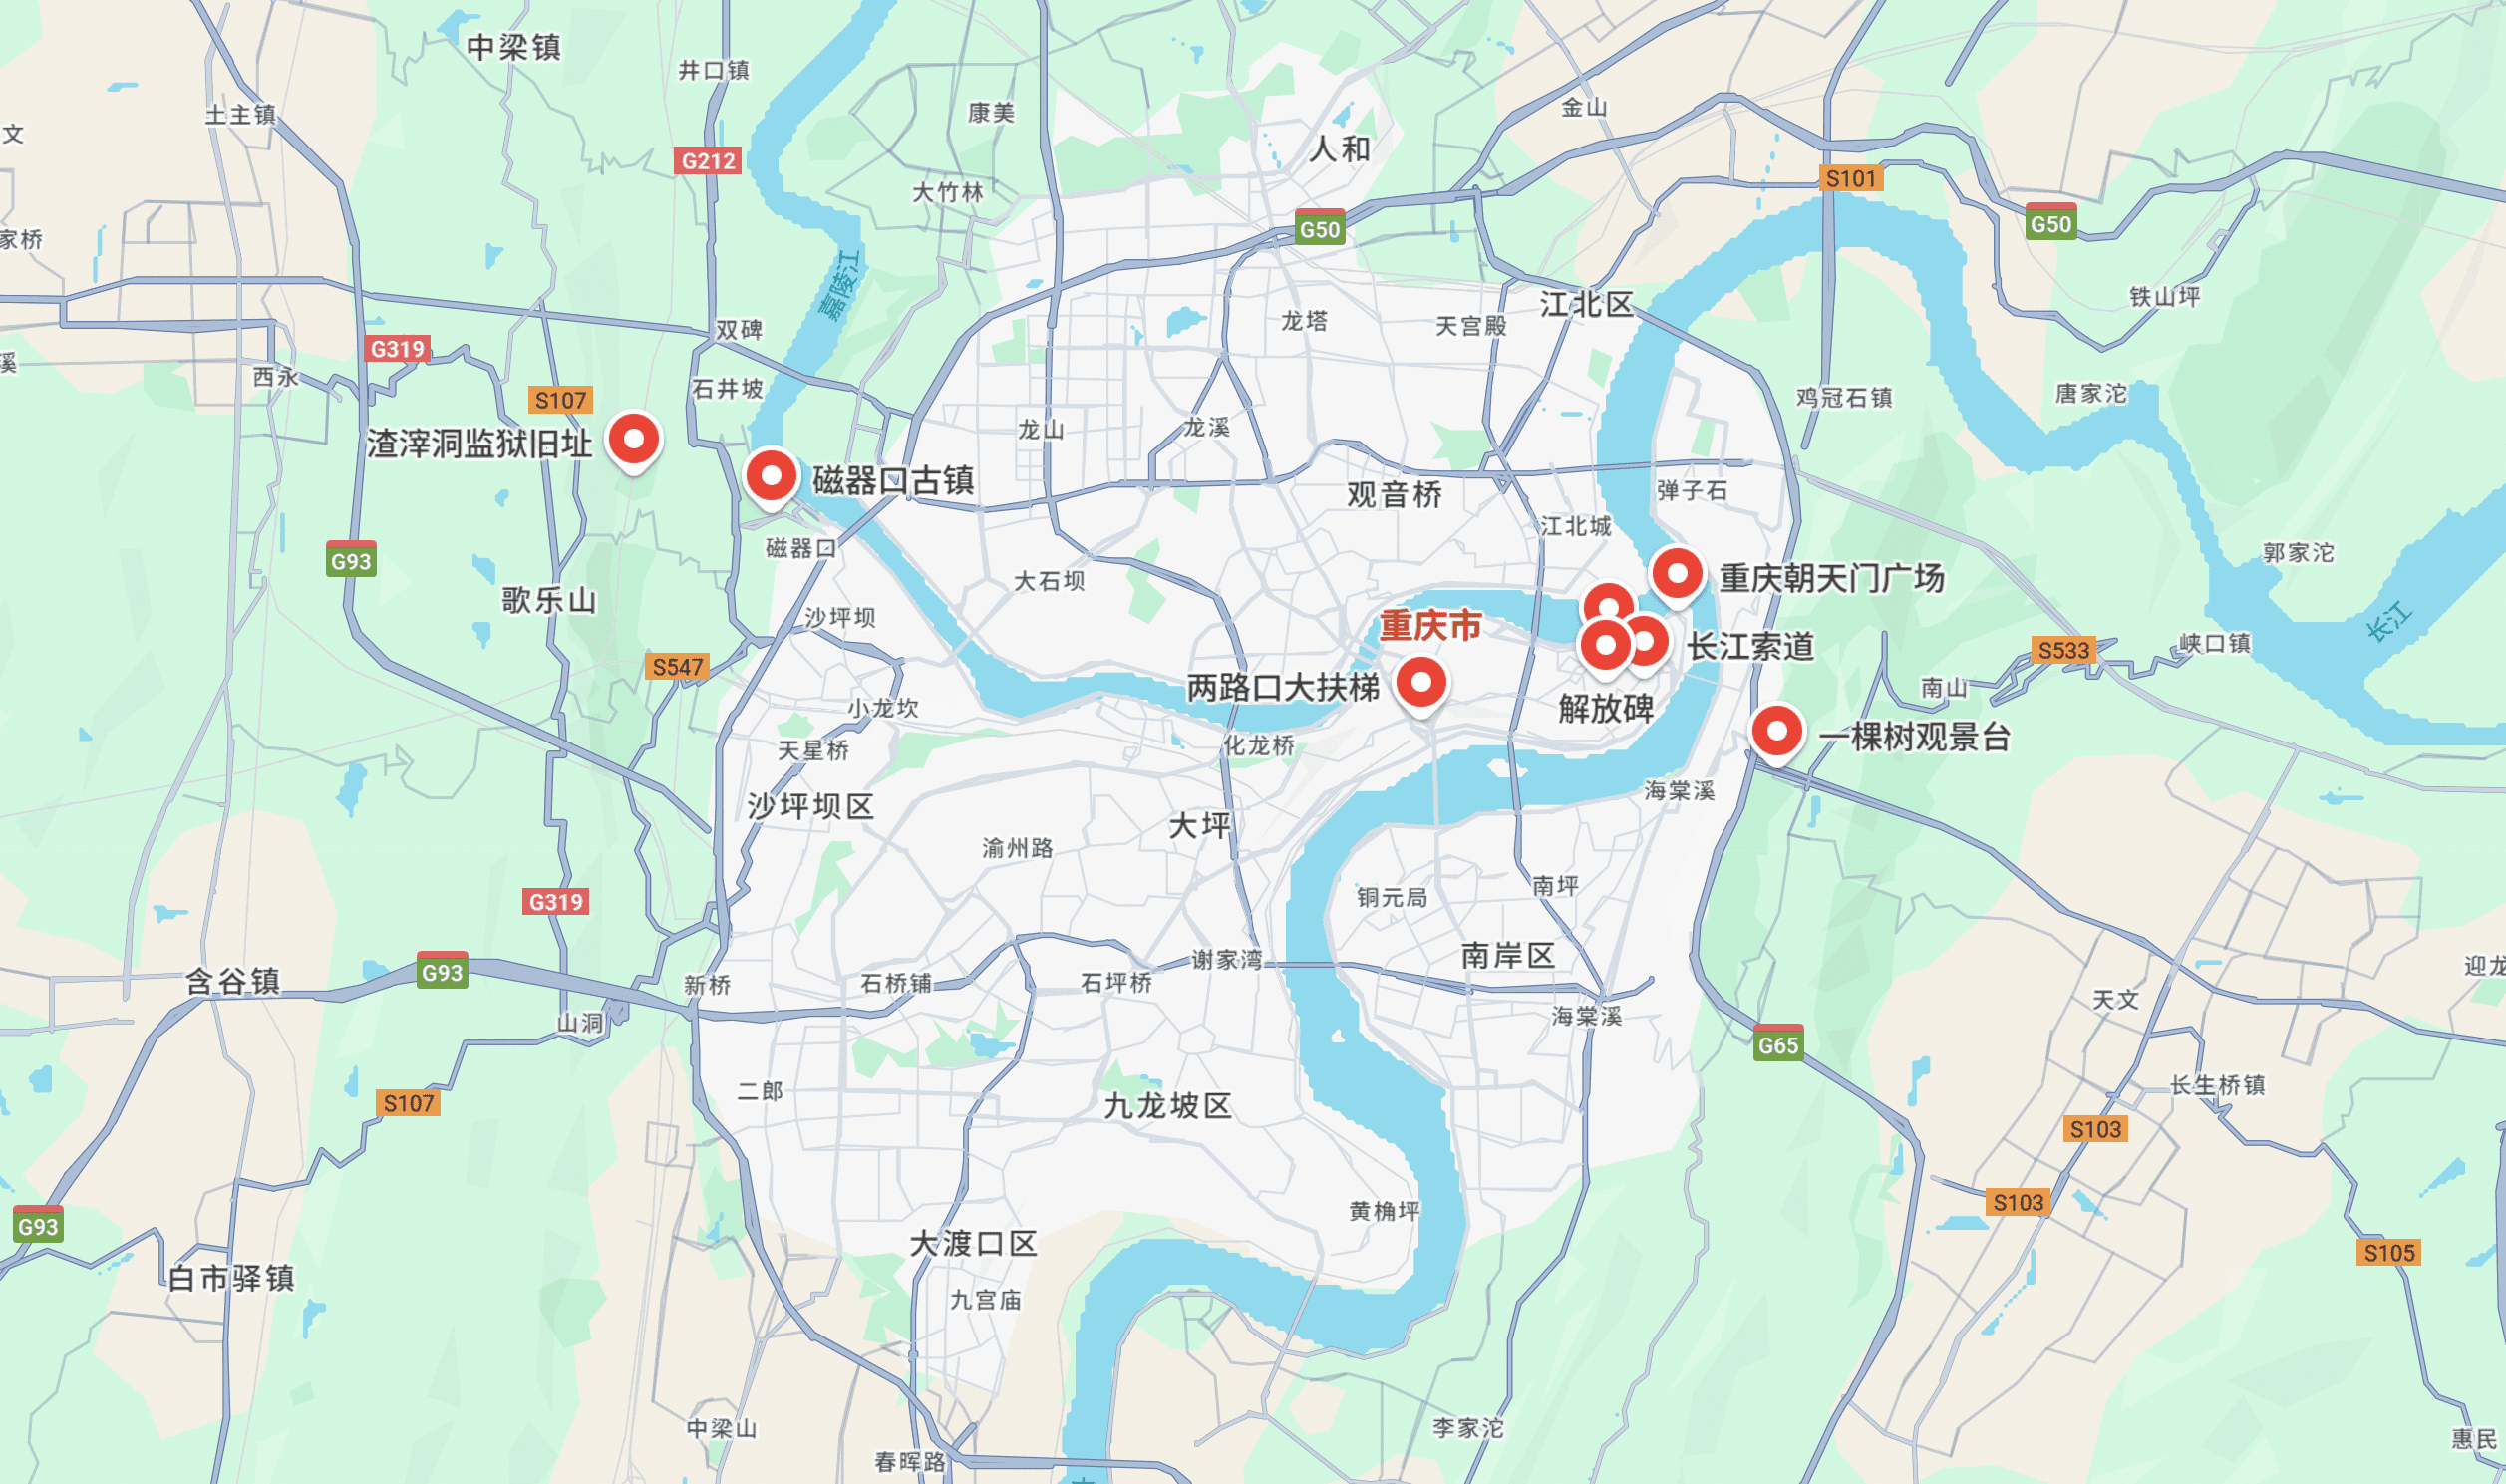 中梁镇
井口镇
土主镇
康美
金山
文
人和
G212
大竹林
S101
G50
G50
家桥
嘉陵江
铁山坪
江北区
龙塔
天宫殿
双碑
G319
溪
西永
石井坡
S107
鸡冠石镇
唐家沱
龙山
龙溪
渣滓洞监狱旧址
磁器口古镇
观音桥
弹子石
江北城
磁器口
G93
郭家沱
大石坝
重庆朝天门广场
歌乐山
沙坪坝
重庆市
长江
长江索道
峡口镇
S533
S547
两路口大扶梯
南山
小龙坎
解放碑
一棵树观景台
化龙桥
天星桥
海棠溪
沙坪坝区
大坪
渝州路
南坪
铜元局
G319
南岸区
谢家湾
迎龙
G93
含谷镇
新桥
石桥铺
石坪桥
天文
海棠溪
山洞
G65
长生桥镇
二郎
S107
九龙坡区
S103
S103
黄桷坪
G93
大渡口区
S105
白市驿镇
九宫庙
中梁山
李家沱
惠民
春晖路